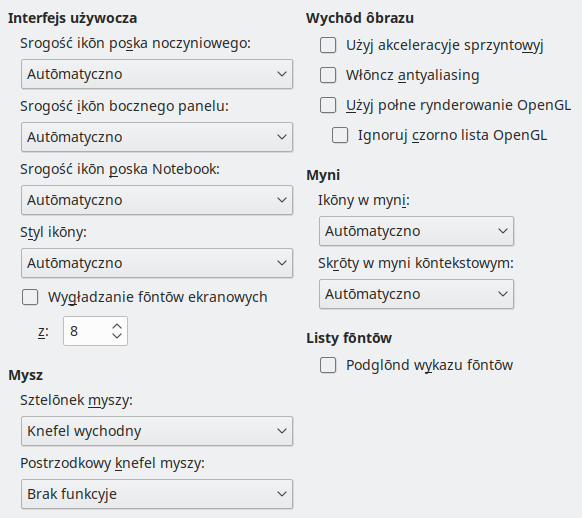 Interfejs używocza
Srogość ikōn poska noczyniowego:
Autōmatyczno
Srogość ikōn bocznego panelu:
Autōmatyczno
Srogość ikōn poska Notebook:
Autōmatyczno
Styl ikōny:
Autōmatyczno
Wygładzanie fōntōw ekranowych
z: 8
Mysz
Sztelōnek myszy:
Knefel wychodny
Postrzodkowy knefel myszy:
Brak funkcyje
Wychōd ôbrazu
Użyj akceleracyje sprzyntowyj
Włōncz antyaliasing
Użyj połne rynderowanie OpenGL
Ignoruj czorno lista OpenGL
Myni
Ikōny w myni:
Autōmatyczno
Skrōty w myni kōntekstowym:
Autōmatyczno
Listy fōntōw
Podglōnd wykazu fōntōw